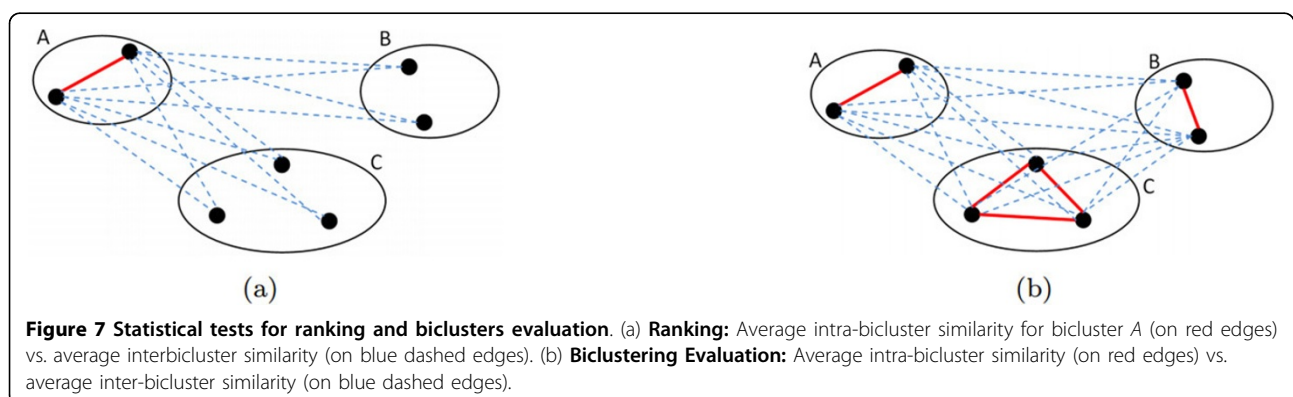 A
B
C
(a)
A
B
C
(b)
Figure 7 Statistical tests for ranking and biclusters evaluation. (a) Ranking: Average intra-bicluster similarity for bicluster A (on red edges)
vs. average interbicluster similarity (on blue dashed edges). (b) Biclustering Evaluation: Average intra-bicluster similarity (on red edges) vs.
average inter-bicluster similarity (on blue dashed edges).